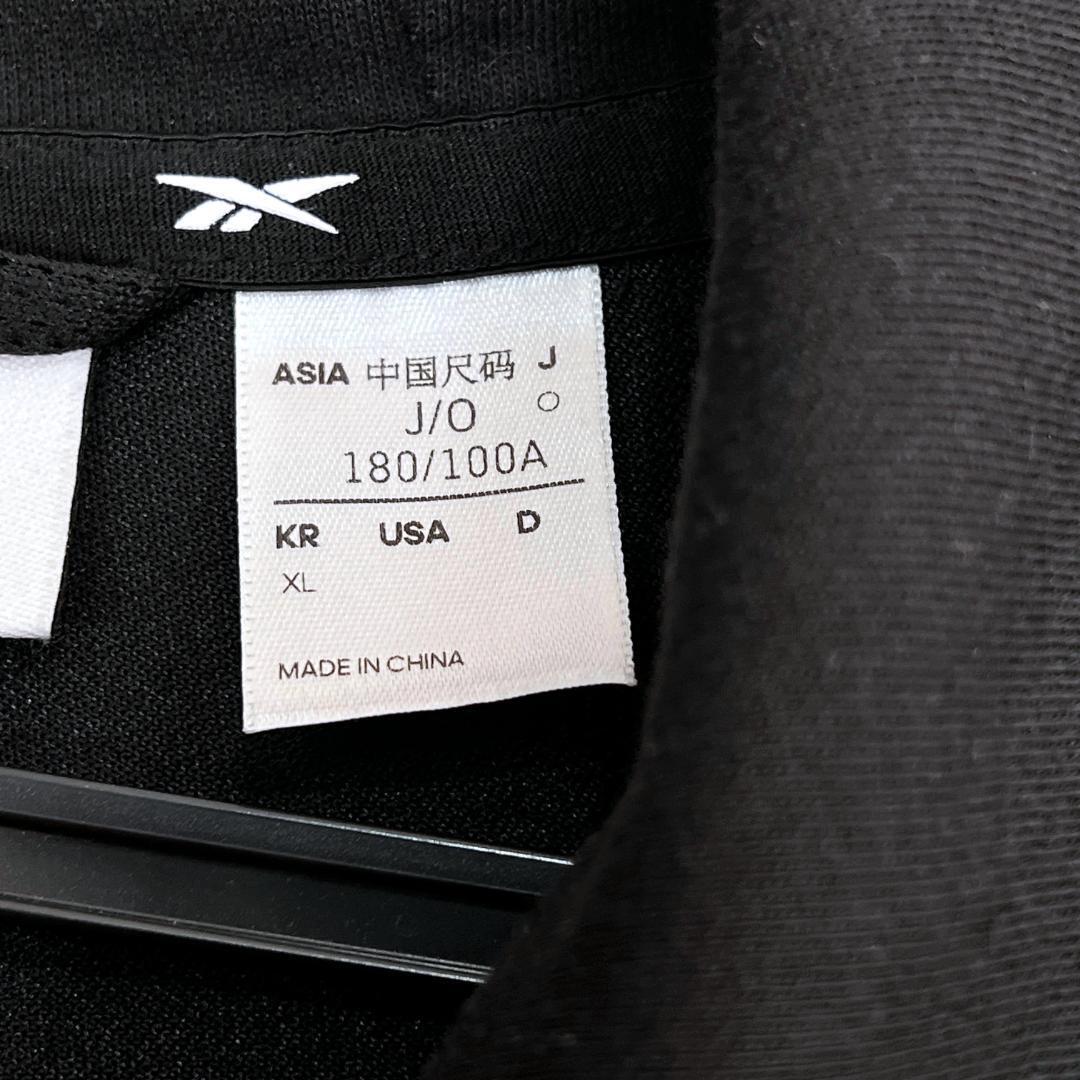 ASIA 中国尺码 J
J/O O
180/100A
KR USA D
XL
MADE IN CHINA